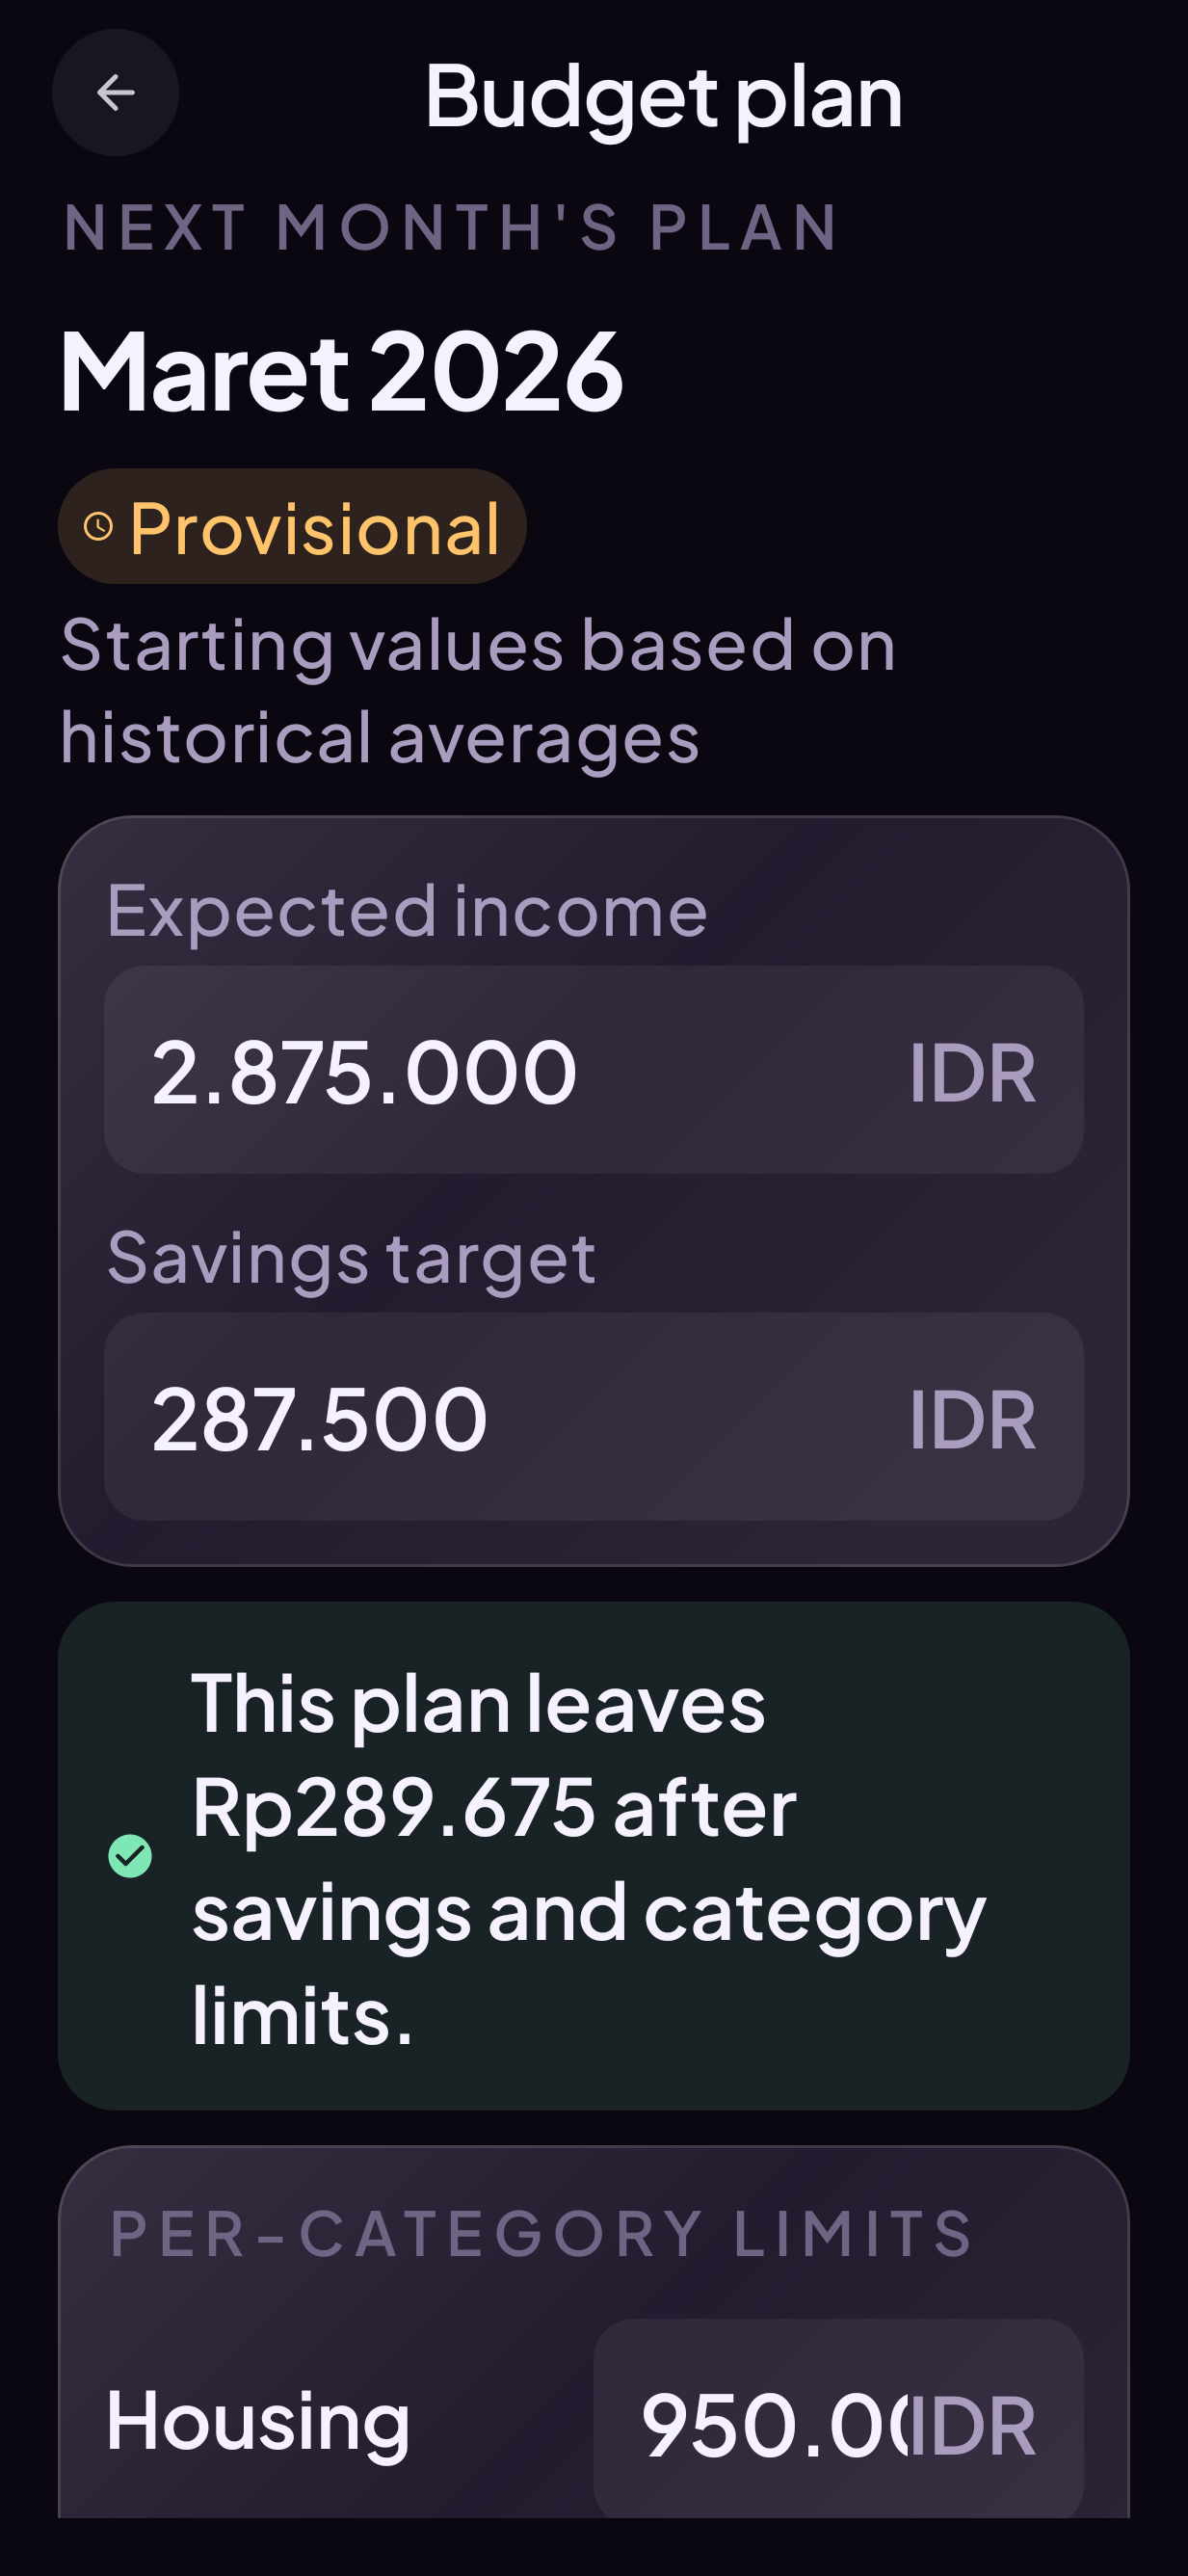 Budget plan
NEXT MONTH'S PLAN
Maret 2026
Provisional
Starting values based on
historical averages
Expected income
2.875.000 IDR
Savings target
287.500 IDR
This plan leaves
Rp289.675 after
savings and category
limits.
PER-CATEGORY LIMITS
Housing 950.0 IDR